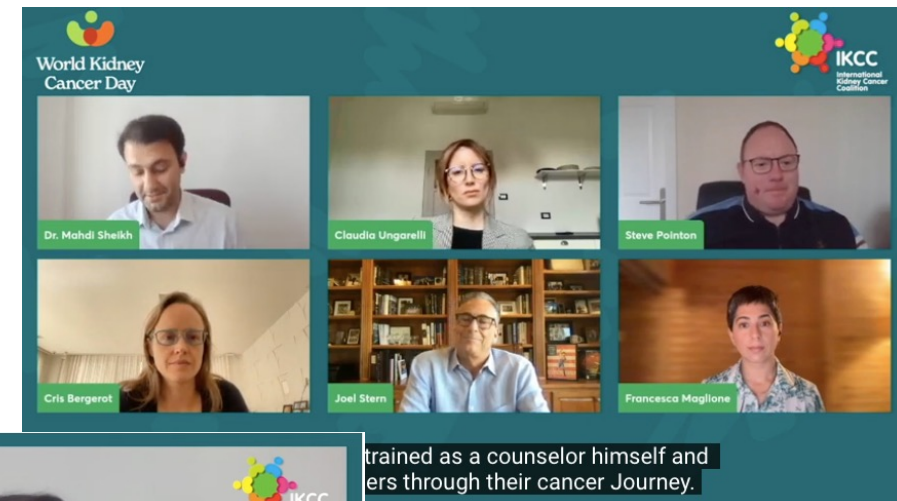 World Kidney
Cancer Day
IKCC
International
Kidney Cancer
Coalition
Dr. Mahdi Sheikh
Claudia Ungarelli
Steve Pointon
Cris Bergerot
Joel Stern
Francesca Maglione
trained as a counselor himself and
ers through their cancer Journey.
IKCC